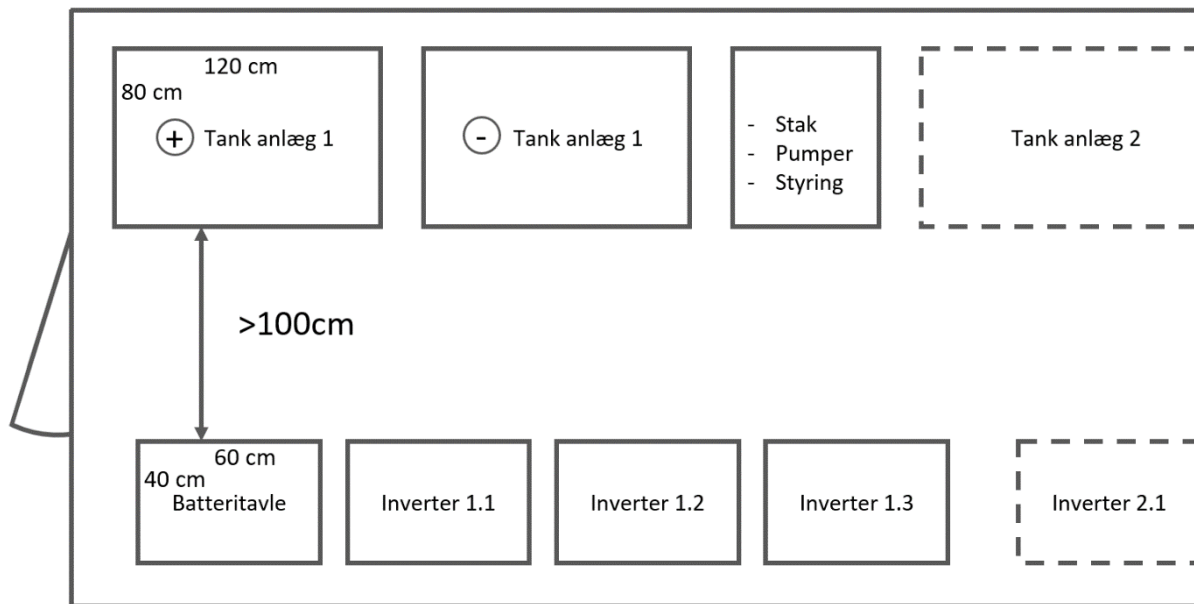 120 cm
80 cm
+ Tank anlæg 1
- Tank anlæg 1
- Stak
- Pumper
- Styring
Tank anlæg 2
>100cm
60 cm
40 cm
Batteritavle
Inverter 1.1
Inverter 1.2
Inverter 1.3
Inverter 2.1